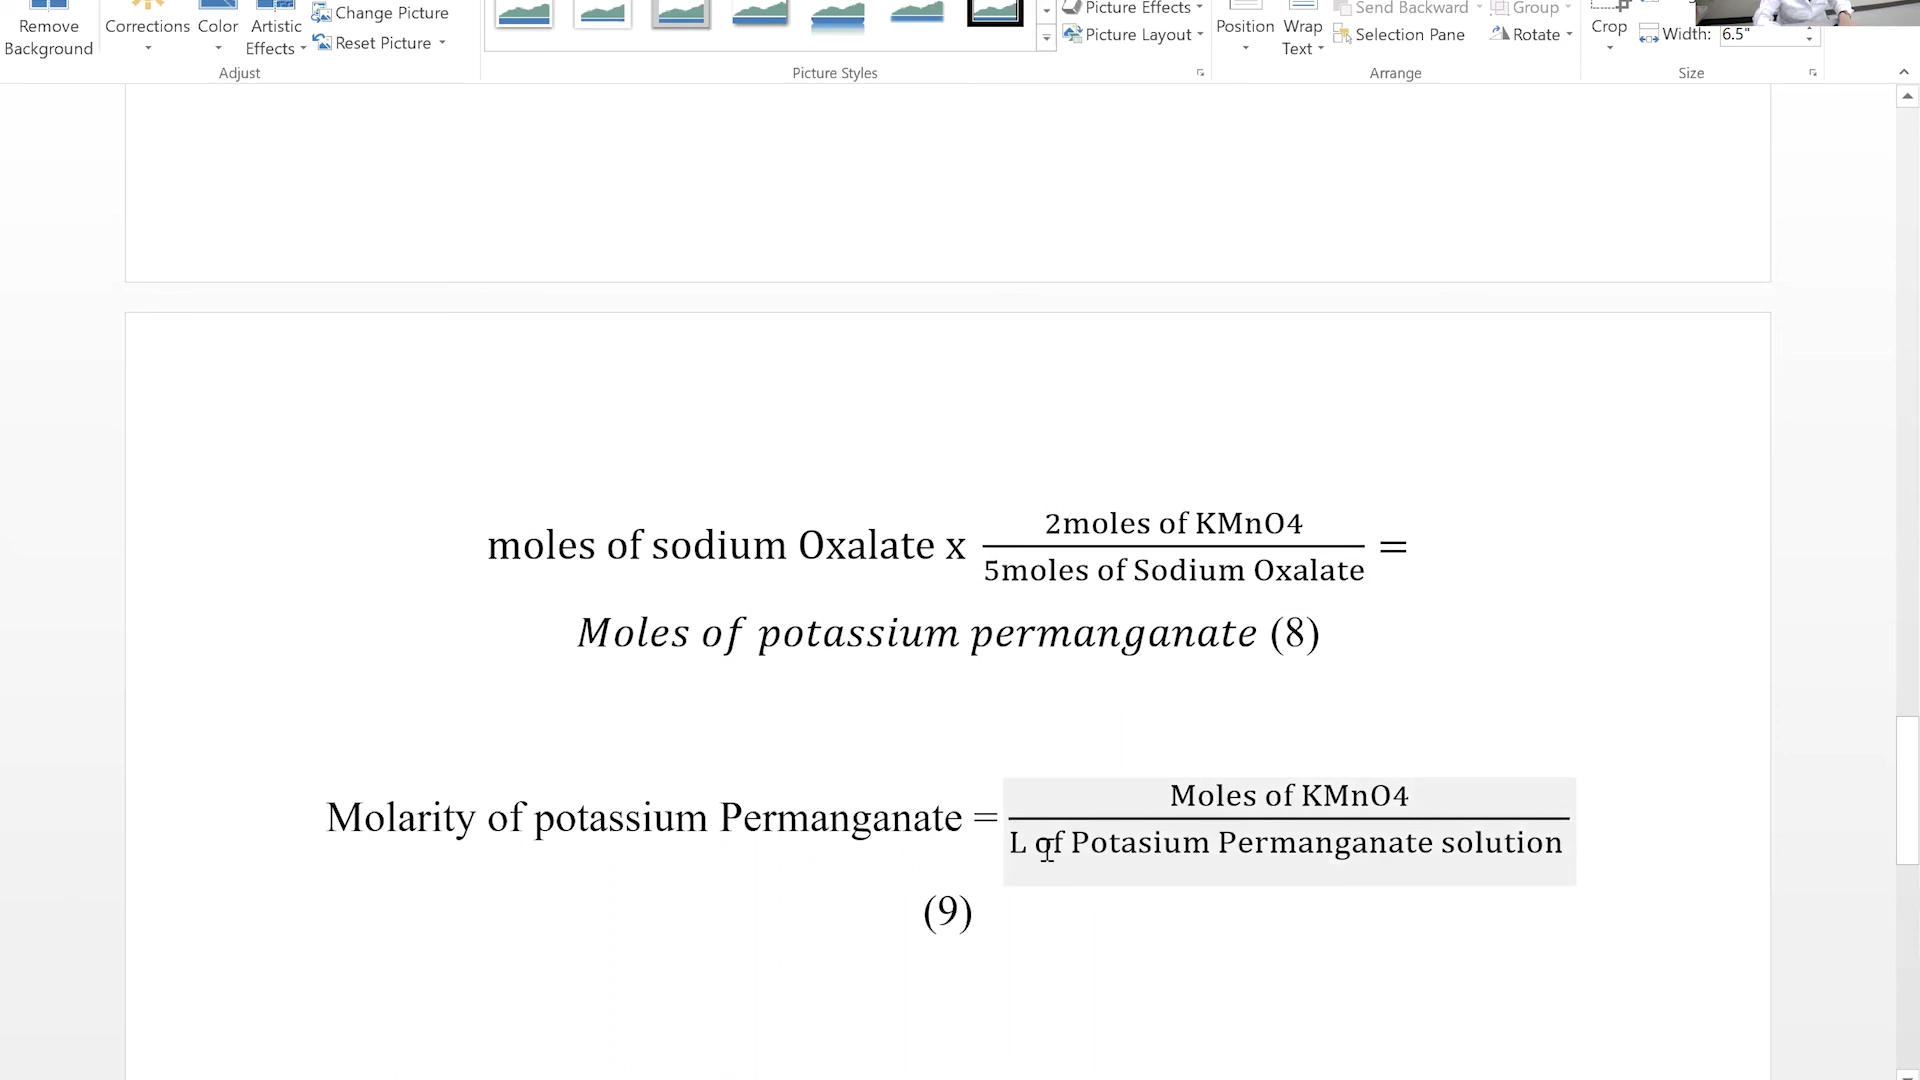 Remove
Background
Corrections
Color
Artistic
Effects
Change Picture
Reset Picture
Adjust
Picture Styles
Picture Effects
Picture Layout
Position
Wrap
Text
Send Backward
Selection Pane
Group
Rotate
Arrange
Crop
Width: 6.5"
Size
moles of sodium Oxalate x 2moles of KMnO4 =
5moles of Sodium Oxalate
Moles of potassium permanganate (8)
Molarity of potassium Permanganate = Moles of KMnO4
L of Potasium Permanganate solution
(9)